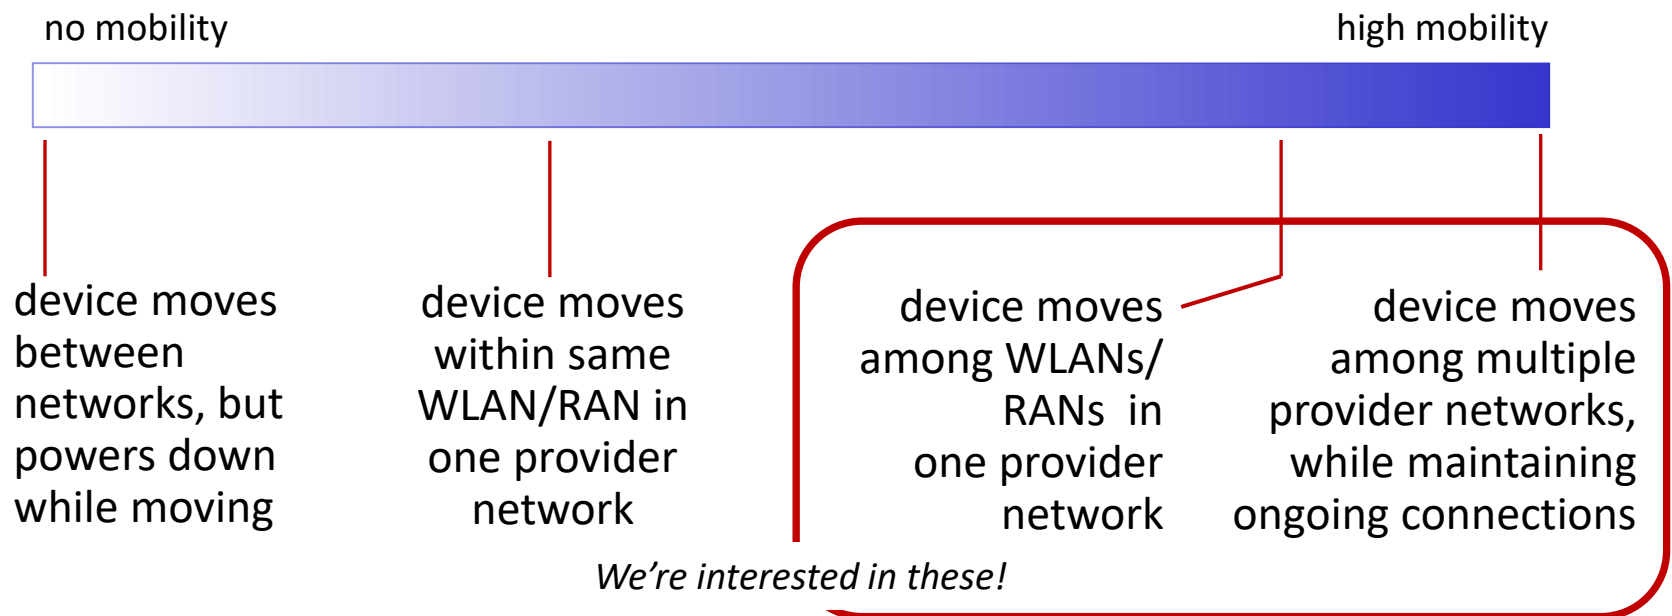 no mobility
high mobility
device moves
between
networks, but
powers down
while moving
device moves
within same
WLAN/RAN in
one provider
network
device moves
among WLANs/
RANs in
one provider
network
device moves
among multiple
provider networks,
while maintaining
ongoing connections
We're interested in these!